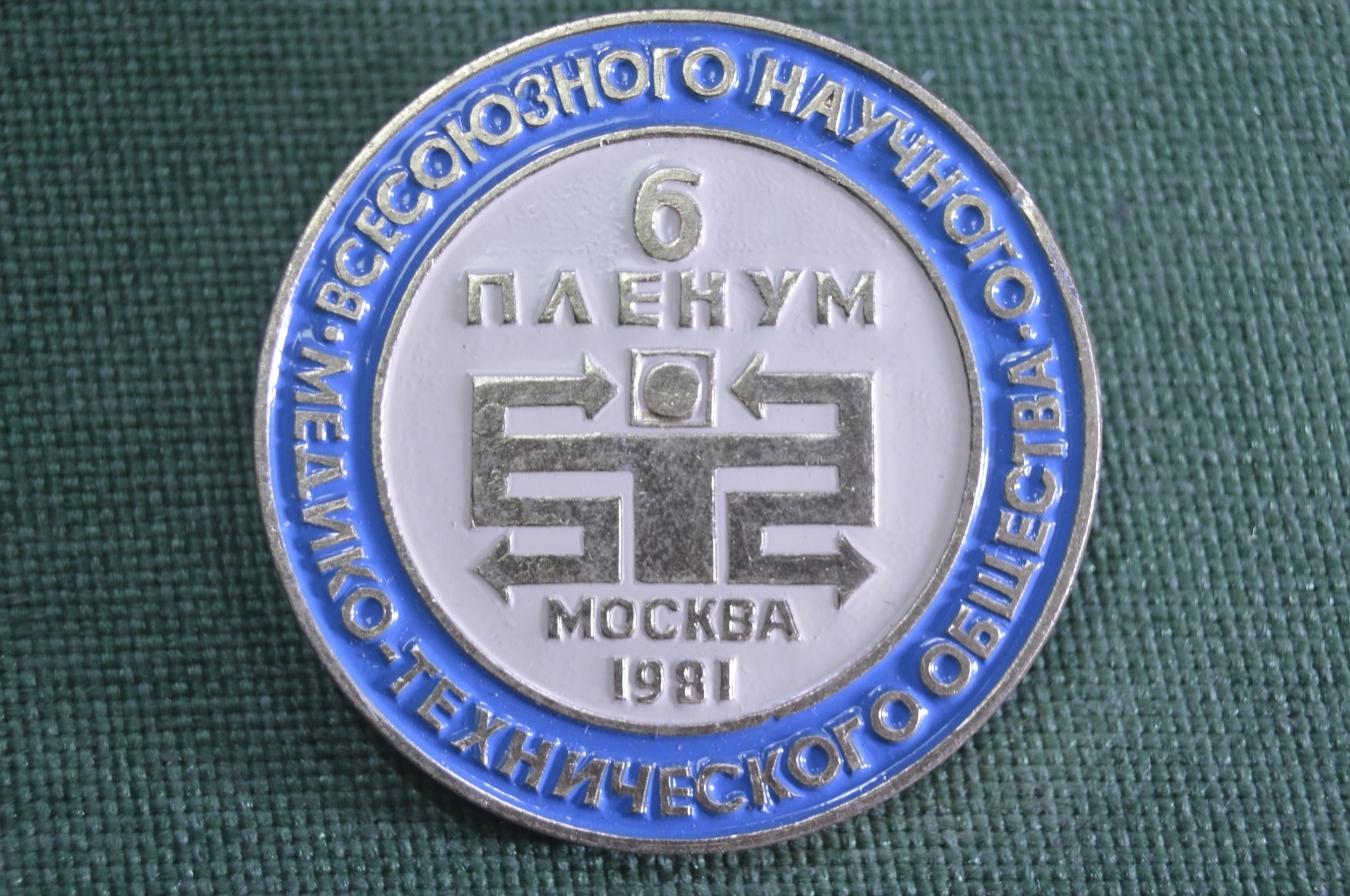 6
ПЛЕНУМ
МОСКВА
1981
ВСЕСОЮЗНОГО НАУЧНОГО·
МЕДИКО-ТЕХНИЧЕСКОГО ОБЩЕСТВА·